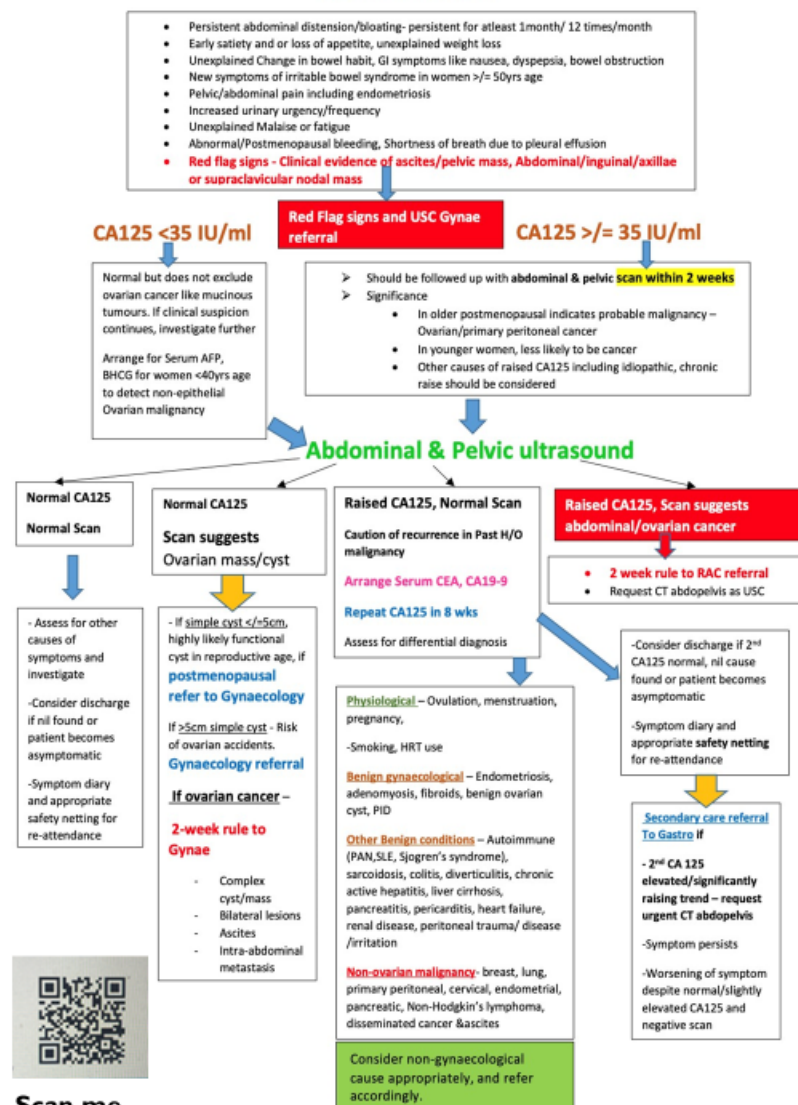 Persistent abdominal distension/bloating- persistent for atleast 1month/ 12 times/month
Early satiety and or loss of appetite, unexplained weight loss
Unexplained Change in bowel habit, GI symptoms like nausea, dyspepsia, bowel obstruction
New symptoms of irritable bowel syndrome in women >/= 50yrs age
Pelvic/abdominal pain including endometriosis
Increased urinary urgency/frequency
Unexplained Malaise or fatigue
Abnormal/Postmenopausal bleeding, Shortness of breath due to pleural effusion
Red flag signs - Clinical evidence of ascites/pelvic mass, Abdominal/inguinal/axillae
or supraclavicular nodal mass
Red Flag signs and USC Gynae
referral
CA125 <35 IU/ml
CA125 >/= 35 IU/ml
Normal but does not exclude
ovarian cancer like mucinous
tumours. If clinical suspicion
continues, investigate further
Arrange for Serum AFP,
BHCG for women <40yrs age
to detect non-epithelial
Ovarian malignancy
Should be followed up with abdominal & pelvic scan within 2 weeks
Significance
In older postmenopausal indicates probable malignancy –
Ovarian/primary peritoneal cancer
In younger women, less likely to be cancer
Other causes of raised CA125 including idiopathic, chronic
raise should be considered
Abdominal & Pelvic ultrasound
Normal CA125
Normal Scan
- Assess for other
causes of
symptoms and
investigate
-Consider discharge
if nil found or
patient becomes
asymptomatic
-Symptom diary
and appropriate
safety netting for
re-attendance
Normal CA125
Scan suggests
Ovarian mass/cyst
- If simple cyst </=5cm,
highly likely functional
cyst in reproductive age, if
postmenopausal
refer to Gynaecology
If >5cm simple cyst - Risk
of ovarian accidents.
Gynaecology referral
If ovarian cancer –
2-week rule to
Gynae
- Complex
cyst/mass
- Bilateral lesions
- Ascites
- Intra-abdominal
metastasis
Raised CA125, Normal Scan
Caution of recurrence in Past H/O
malignancy
Arrange Serum CEA, CA19-9
Repeat CA125 in 8 wks
Assess for differential diagnosis
Physiological – Ovulation, menstruation,
pregnancy,
-Smoking, HRT use
Benign gynaecological – Endometriosis,
adenomyosis, fibroids, benign ovarian
cyst, PID
Other Benign conditions – Autoimmune
(PAN,SLE, Sjogren's syndrome),
sarcoidosis, colitis, diverticulitis, chronic
active hepatitis, liver cirrhosis,
pancreatitis, pericarditis, heart failure,
renal disease, peritoneal trauma/ disease
/irritation
Non-ovarian malignancy- breast, lung,
primary peritoneal, cervical, endometrial,
pancreatic, Non-Hodgkin's lymphoma,
disseminated cancer &ascites
Consider non-gynaecological
cause appropriately, and refer
accordingly.
Raised CA125, Scan suggests
abdominal/ovarian cancer
2 week rule to RAC referral
Request CT abdopelvis as USC
-Consider discharge if 2nd
CA125 normal, nil cause
found or patient becomes
asymptomatic
-Symptom diary and
appropriate safety netting
for re-attendance
Secondary care referral
To Gastro if
- 2nd CA 125
elevated/significantly
raising trend – request
urgent CT abdopelvis
-Symptom persists
-Worsening of symptom
despite normal/slightly
elevated CA125 and
negative scan
Scan me